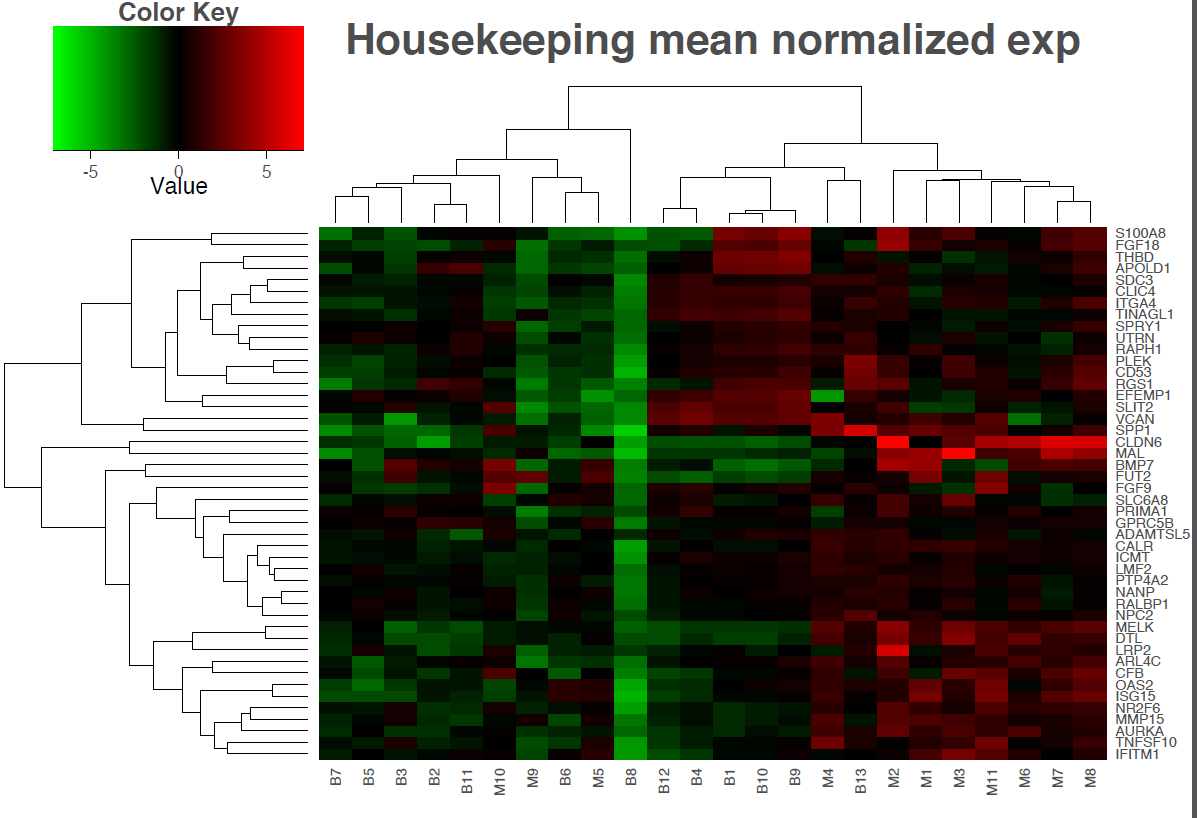 Color Key
Housekeeping mean normalized exp
-5 0 5
Value
S100A8
FGF18
THBD
APOLD1
SDC3
CLIC4
ITGA4
TINAGL1
SPRY1
UTRN
RAPH1
PLEK
CD53
RGS1
EFEMP1
SLIT2
VCAN
SPP1
CLDN6
MAL
BMP7
FUT2
FGF9
SLC6A8
PRIMA1
GPRC5B
ADAMTSL5
CALR
ICMT
LMF2
PTP4A2
NANP
RALBP1
NPC2
MELK
DTL
LRP2
ARL4C
CFB
OAS2
ISG15
NR2F6
MMP15
AURKA
TNFSF10
IFITM1
B7 B5 B3 B2 B11 M10 M9 B6 M5 B8 B12 B4 B1 B10 B9 M4 B13 M2 M1 M3 M11 M6 M7 M8